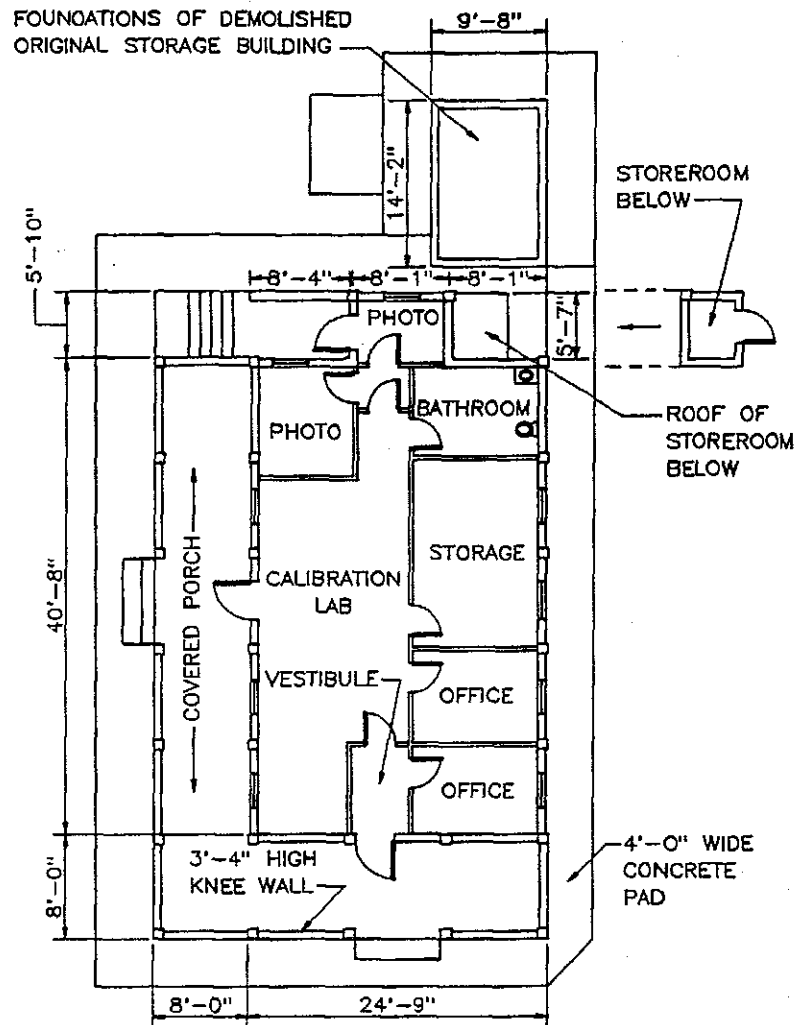 FOUNDATIONS OF DEMOLISHED
ORIGINAL STORAGE BUILDING
9'-8"
14'-2"
STOREROOM
BELOW
5'-10"
8'-4"
8'-1"
8'-1"
PHOTO
5'-7"
PHOTO
BATHROOM
ROOF OF
STOREROOM
BELOW
40'-8"
COVERED PORCH
CALIBRATION
LAB
STORAGE
VESTIBULE
OFFICE
OFFICE
8'-0"
3'-4" HIGH
KNEE WALL
4'-0" WIDE
CONCRETE
PAD
8'-0"
24'-9"